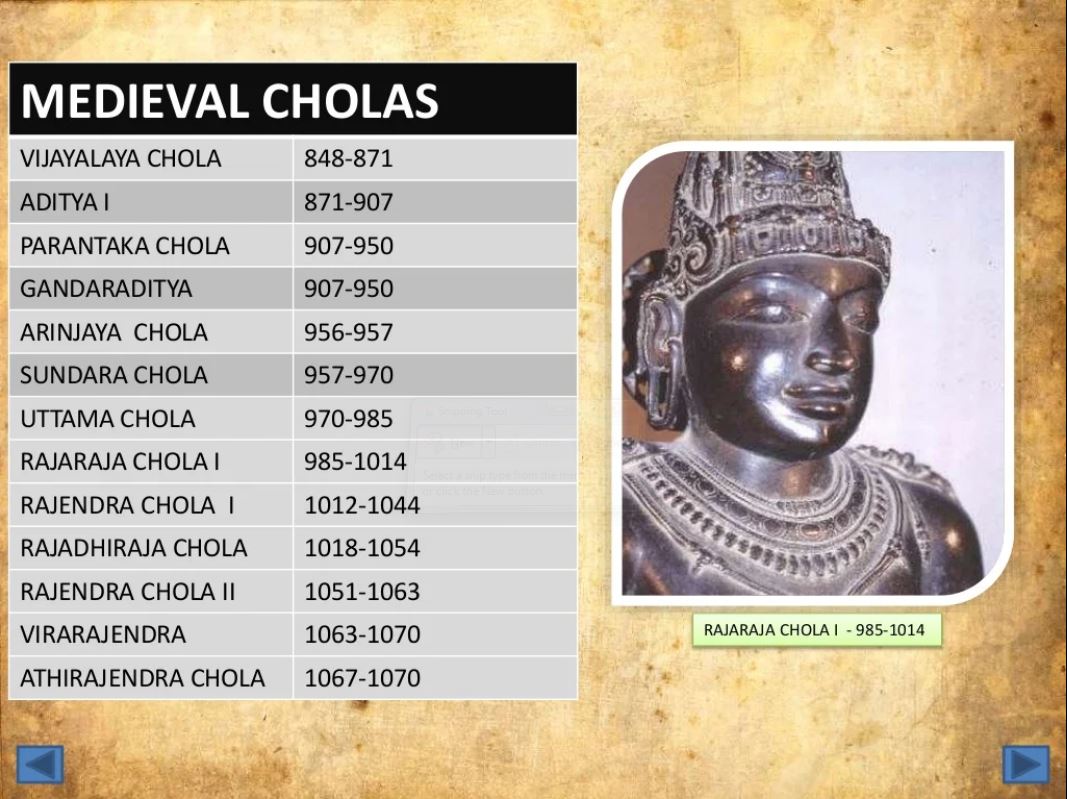 MEDIEVAL CHOLAS
VIJAYALAYA CHOLA 848-871
ADITYA I 871-907
PARANTAKA CHOLA 907-950
GANDARADITYA 907-950
ARINJAYA CHOLA 956-957
SUNDARA CHOLA 957-970
UTTAMA CHOLA 970-985
RAJARAJA CHOLA I 985-1014
RAJENDRA CHOLA I 1012-1044
RAJADHIRAJA CHOLA 1018-1054
RAJENDRA CHOLA II 1051-1063
VIRARAJENDRA 1063-1070
ATHIRAJENDRA CHOLA 1067-1070
Snipping Tool
Select a snip type from the
or click the New button.
RAJARAJA CHOLA I - 985-1014